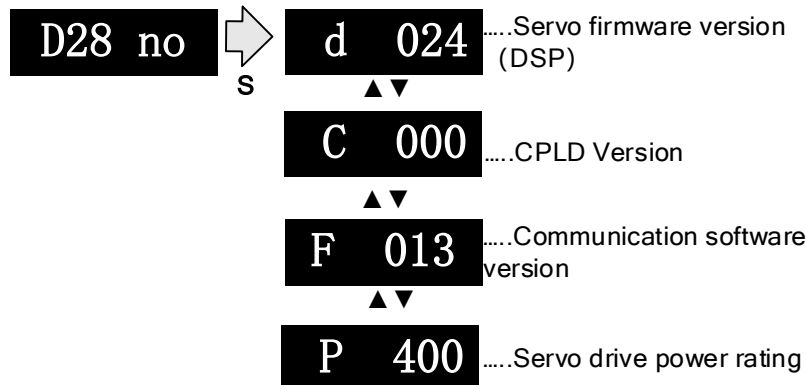 D28 no
S
d 024 .....Servo firmware version
(DSP)
▲▼
C 000 .....CPLD Version
▲▼
F 013 .....Communication software
version
▲▼
P 400 .....Servo drive power rating